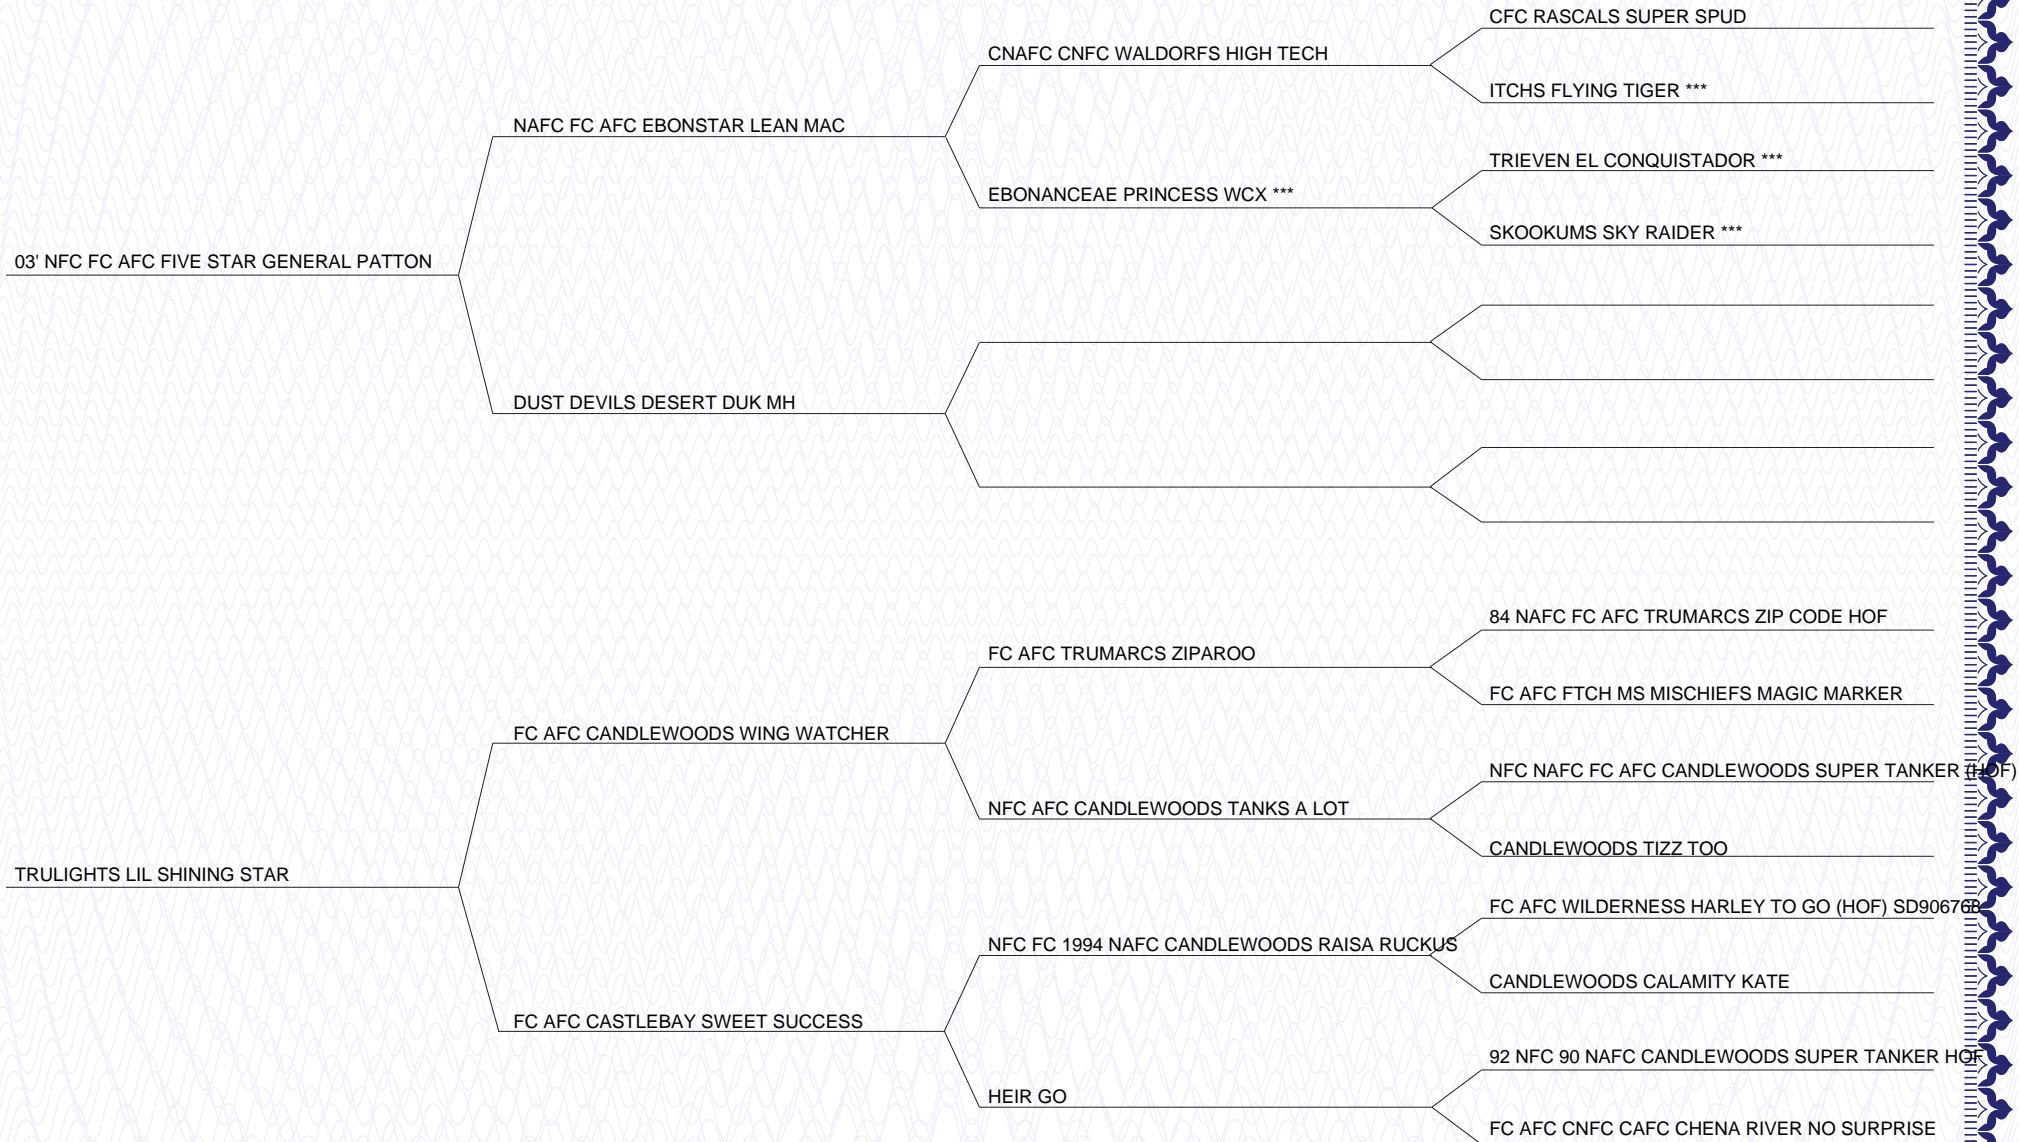 CFC RASCALS SUPER SPUD
CNAFC CNFC WALDORFS HIGH TECH
ITCHS FLYING TIGER ***
NAFC FC AFC EBONSTAR LEAN MAC
TRIEVEN EL CONQUISTADOR ***
EBONANCEAE PRINCESS WCX ***
SKOOKUMS SKY RAIDER ***
03' NFC FC AFC FIVE STAR GENERAL PATTON
DUST DEVILS DESERT DUK MH
84 NAFC FC AFC TRUMARCS ZIP CODE HOF
FC AFC TRUMARCS ZIPAROO
FC AFC FTCH MS MISCHIEFS MAGIC MARKER
FC AFC CANDLEWOODS WING WATCHER
NFC NAFC FC AFC CANDLEWOODS SUPER TANKER (HOF)
NFC AFC CANDLEWOODS TANKS A LOT
CANDLEWOODS TIZZ TOO
TRULIGHTS LIL SHINING STAR
FC AFC WILDERNESS HARLEY TO GO (HOF) SD906768
NFC FC 1994 NAFC CANDLEWOODS RAISA RUCKUS
CANDLEWOODS CALAMITY KATE
FC AFC CASTLEBAY SWEET SUCCESS
92 NFC 90 NAFC CANDLEWOODS SUPER TANKER HOF
HEIR GO
FC AFC CNFC CAFC CHENA RIVER NO SURPRISE